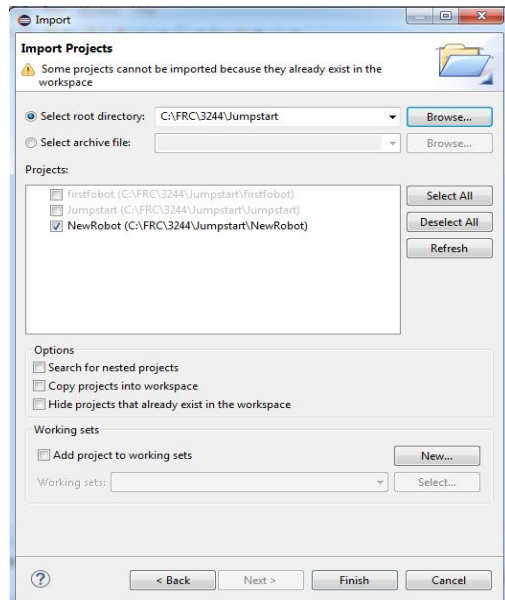 Import
Import Projects
Some projects cannot be imported because they already exist in the
workspace
Select root directory: C:\FRC\3244\Jumpstart Browse...
Select archive file: Browse...
Projects:
firstfobot (C:\FRC\3244\Jumpstart\firstfobot) Select All
Jumpstart (C:\FRC\3244\Jumpstart\Jumpstart)
NewRobot (C:\FRC\3244\Jumpstart\NewRobot) Deselect All
Refresh
Options
Search for nested projects
Copy projects into workspace
Hide projects that already exist in the workspace
Working sets
Add project to working sets New...
Working sets: Select...
? < Back Next > Finish Cancel